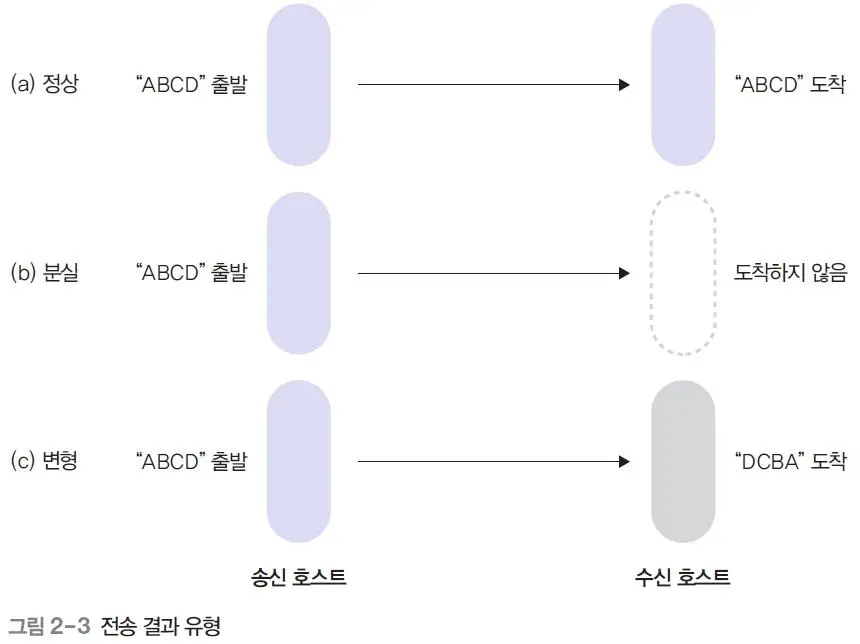 (a) 정상 “ABCD” 출발 “ABCD” 도착
(b) 분실 “ABCD” 출발 도착하지 않음
(c) 변형 “ABCD” 출발 “DCBA” 도착
송신 호스트 수신 호스트
그림 2-3 전송 결과 유형